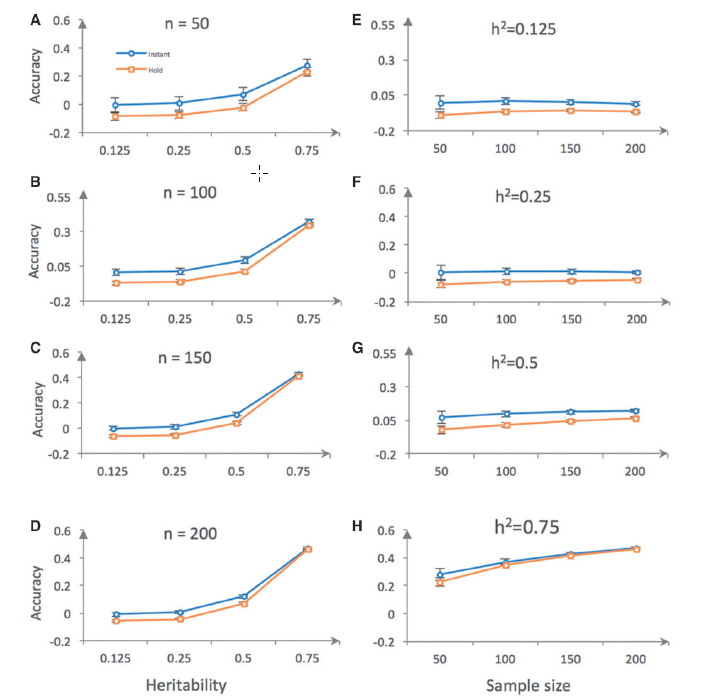 A
n = 50
0.6
0.4
0.2
0
-0.2
Accuracy
Instant
Hold
0.125 0.25 0.5 0.75
B
n = 100
0.55
0.3
0.05
-0.2
Accuracy
0.125 0.25 0.5 0.75
C
n = 150
0.6
0.4
0.2
0
-0.2
Accuracy
0.125 0.25 0.5 0.75
D
n = 200
0.6
0.4
0.2
0
-0.2
Accuracy
0.125 0.25 0.5 0.75
Heritability
E
h²=0.125
0.55
0.3
0.05
-0.2
50 100 150 200
F
h²=0.25
0.6
0.4
0.2
0
-0.2
50 100 150 200
G
h²=0.5
0.55
0.3
0.05
-0.2
50 100 150 200
H
h²=0.75
0.6
0.4
0.2
0
-0.2
50 100 150 200
Sample size